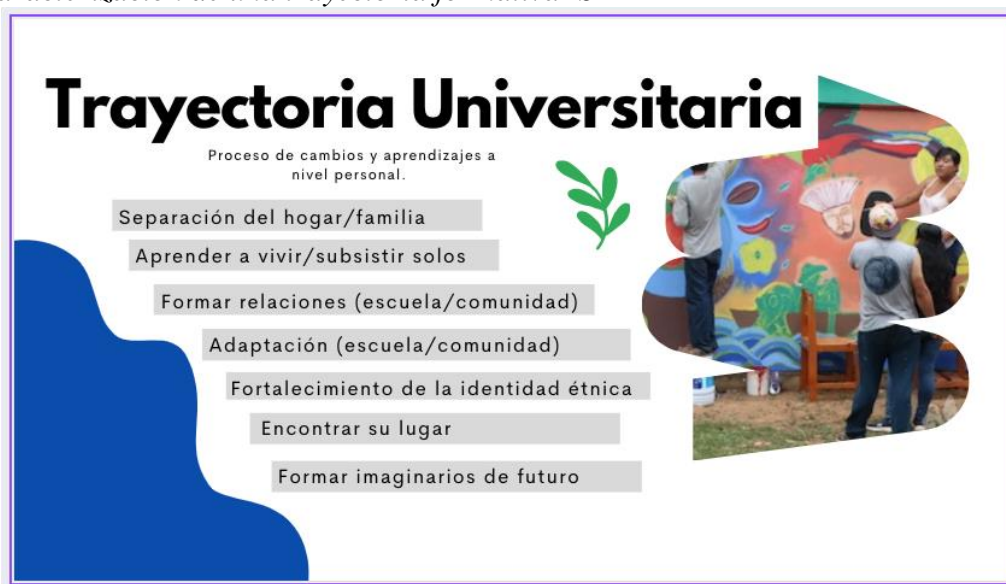 Trayectoria Universitaria
Proceso de cambios y aprendizajes a
nivel personal.
Separación del hogar/familia
Aprender a vivir/subsistir solos
Formar relaciones (escuela/comunidad)
Adaptación (escuela/comunidad)
Fortalecimiento de la identidad étnica
Encontrar su lugar
Formar imaginarios de futuro